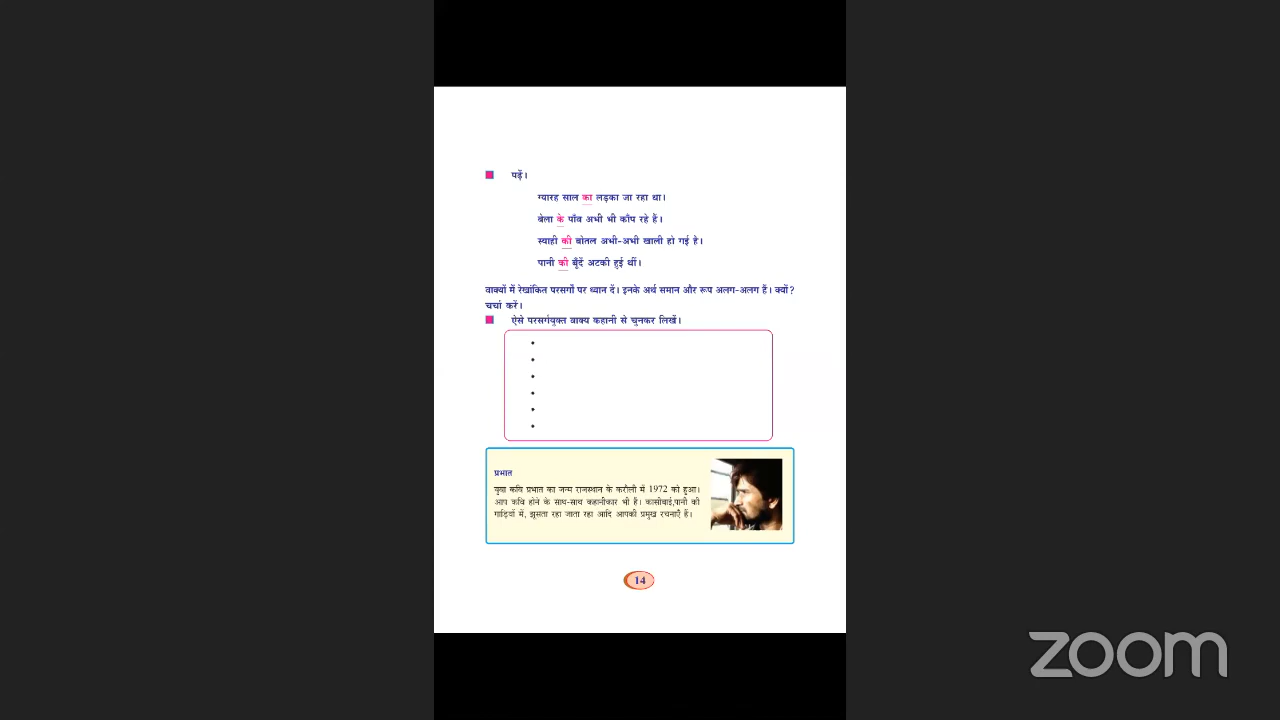 पढ़ें।
ग्यारह साल का लड़का जा रहा था।
बेला के पाँव अभी भी काँप रहे हैं।
स्याही की बोतल अभी-अभी खाली हो गई है।
पानी की बूँदें अटकी हुई थीं।
वाक्यों में रेखांकित परसर्गों पर ध्यान दें। इनके अर्थ समान और रूप अलग-अलग हैं। क्यों?
चर्चा करें।
ऐसे परसर्गयुक्त वाक्य कहानी से चुनकर लिखें।
प्रभात
युवा कवि प्रभात का जन्म राजस्थान के करौली में 1972 को हुआ।
आप कवि होने के साथ-साथ कहानीकार भी हैं। कासीबाई,पानी की
गाड़ियों में, झूलता रहा जाता रहा आदि आपकी प्रमुख रचनाएँ हैं।
14
zoom